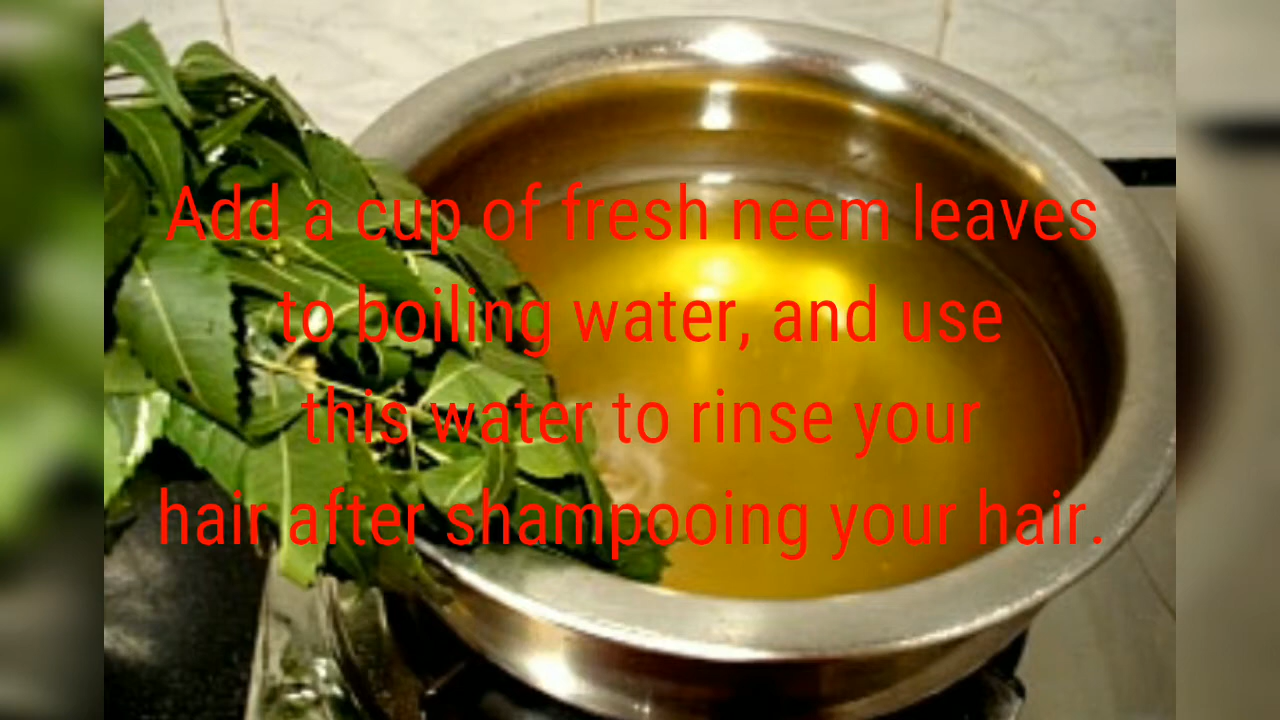 Add a cup of fresh neem leaves
to boiling water, and use
this water to rinse your
hair after shampooing your hair.